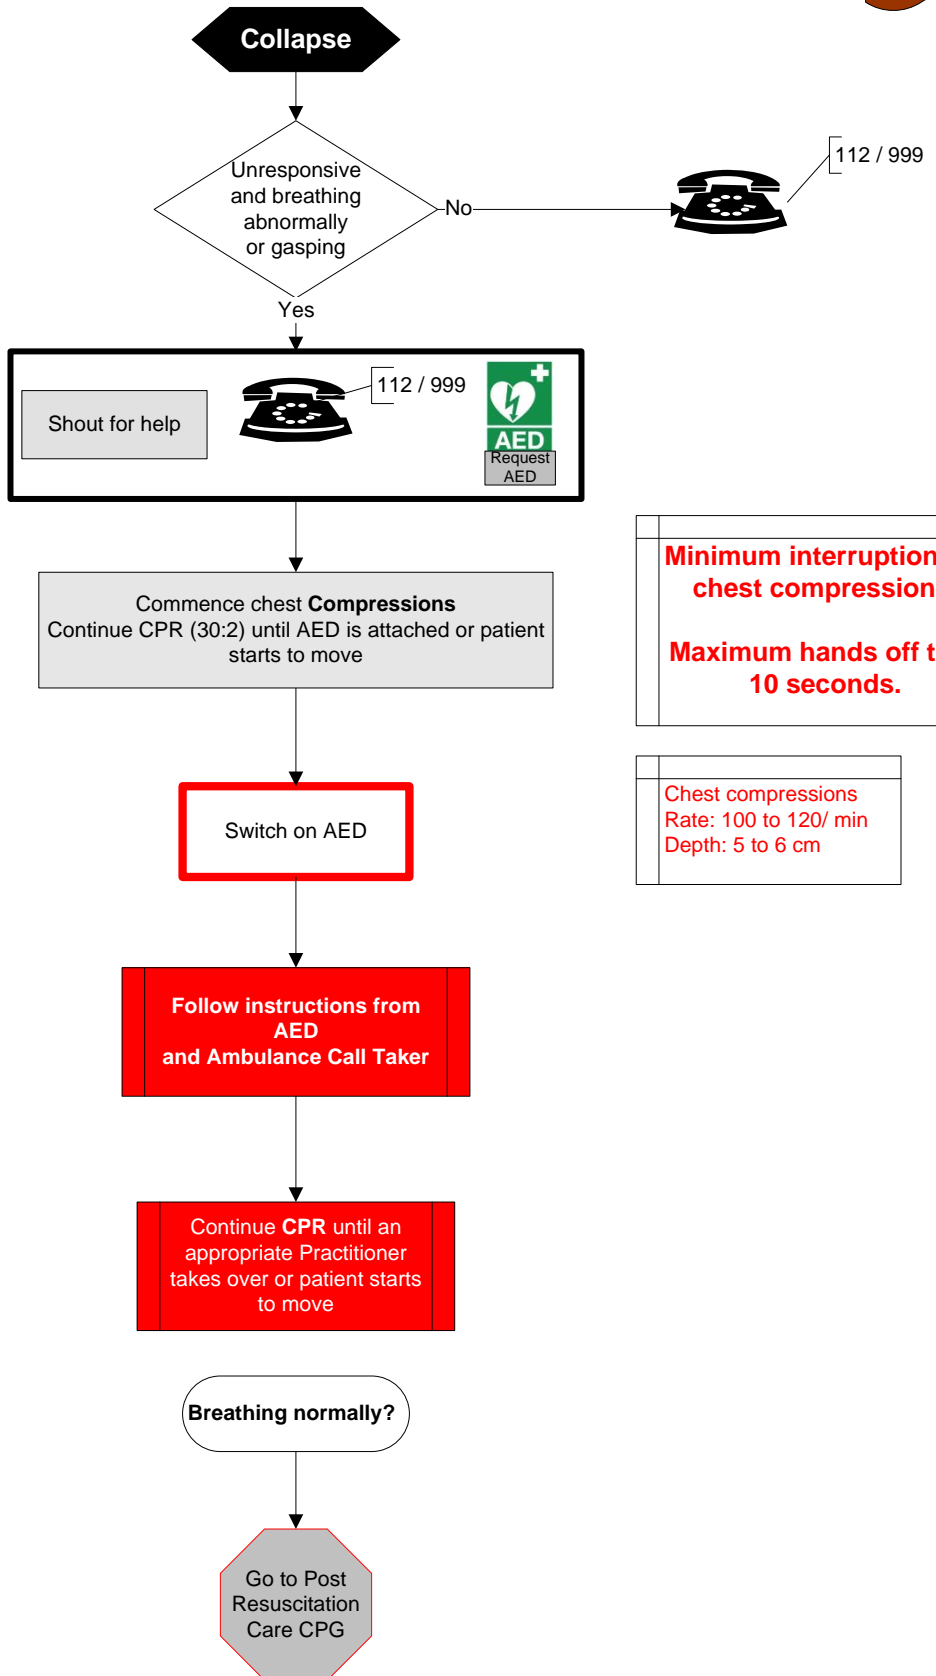 Collapse
Unresponsive
and breathing
abnormally
or gasping
No
112 / 999
Yes
Shout for help
112 / 999
AED
Request
AED
Commence chest Compressions
Continue CPR (30:2) until AED is attached or patient
starts to move
Minimum interruption
chest compression
Maximum hands off
10 seconds.
Switch on AED
Chest compressions
Rate: 100 to 120/ min
Depth: 5 to 6 cm
Follow instructions from
AED
and Ambulance Call Taker
Continue CPR until an
appropriate Practitioner
takes over or patient starts
to move
Breathing normally?
Go to Post
Resuscitation
Care CPG